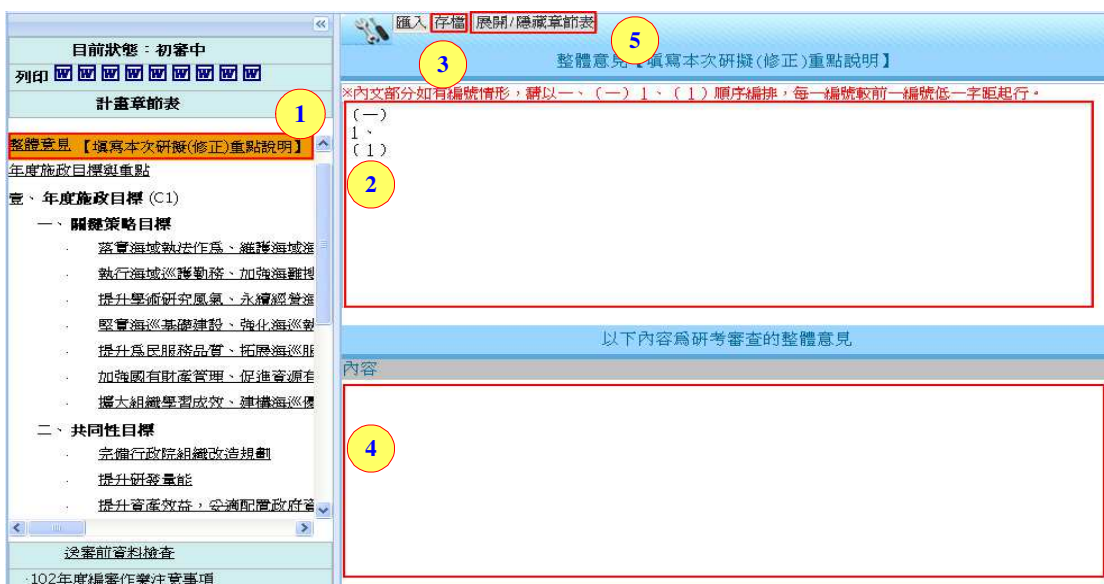 «
目前狀態：初審中
列印 W W W W W W W W W
計畫章節表
1
整體意見 【填寫本次研擬(修正)重點說明】
年度施政目標與重點
壹、年度施政目標 (C1)
一、關鍵策略目標
落實海域執法作為、維護海域海
執行海域巡護勤務、加強海難搜
提升學術研究風氣、永續經營海
堅實海巡基礎建設、強化海巡執
提升為民服務品質、拓展海巡服
加強國有財產管理、促進資源有
擴大組織學習成效、建構海巡優
二、共同性目標
完備行政院組織改造規劃
提升研發量能
提升資產效益，妥適配置政府資
送審前資料檢查
·102年度編審作業注意事項
匯入 存檔 展開/隱藏章節表
3
5
整體意見【填寫本次研擬(修正)重點說明】
※內文部分如有編號情形，請以一、（一）1、（1）順序編排，每一編號較前一編號低一字距起行。
（一）
1、
（1）
2
以下內容為研考審查的整體意見
內容
4